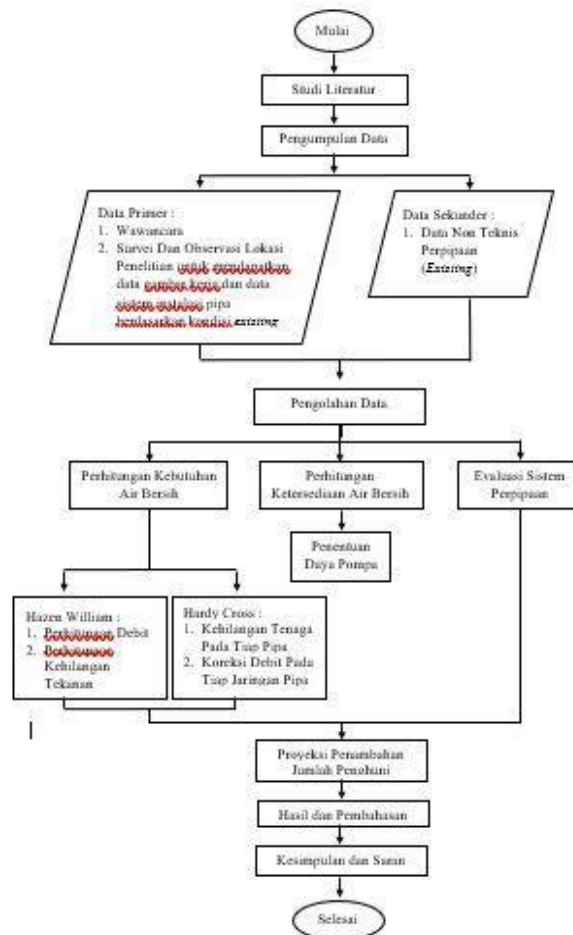 Mulai
Studi Literatur
Pengumpulan Data
Data Primer :
1. Wawancara
2. Survei Dan Observasi Lokasi
Penelitian untuk mendapatkan
data gambar kerja dan data
sistem instalasi pipa
berdasarkan kondisi existing
Data Sekunder :
1. Data Non Teknis
Perpipaan
(Existing)
Pengolahan Data
Perhitungan Kebutuhan
Air Bersih
Perhitungan
Ketersediaan Air Bersih
Evaluasi Sistem
Perpipaan
Penentuan
Daya Pompa
Hazen William :
1. Perhitungan Debit
2. Perhitungan
Kehilangan
Tekanan
Hardy Cross :
1. Kehilangan Tenaga
Pada Tiap Pipa
2. Koreksi Debit Pada
Tiap Jaringan Pipa
Proyeksi Penambahan
Jumlah Penghuni
Hasil dan Pembahasan
Kesimpulan dan Saran
Selesai